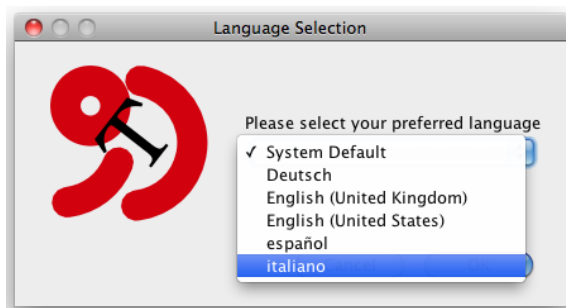 Language Selection
T
Please select your preferred language
✓ System Default
Deutsch
English (United Kingdom)
English (United States)
español
italiano